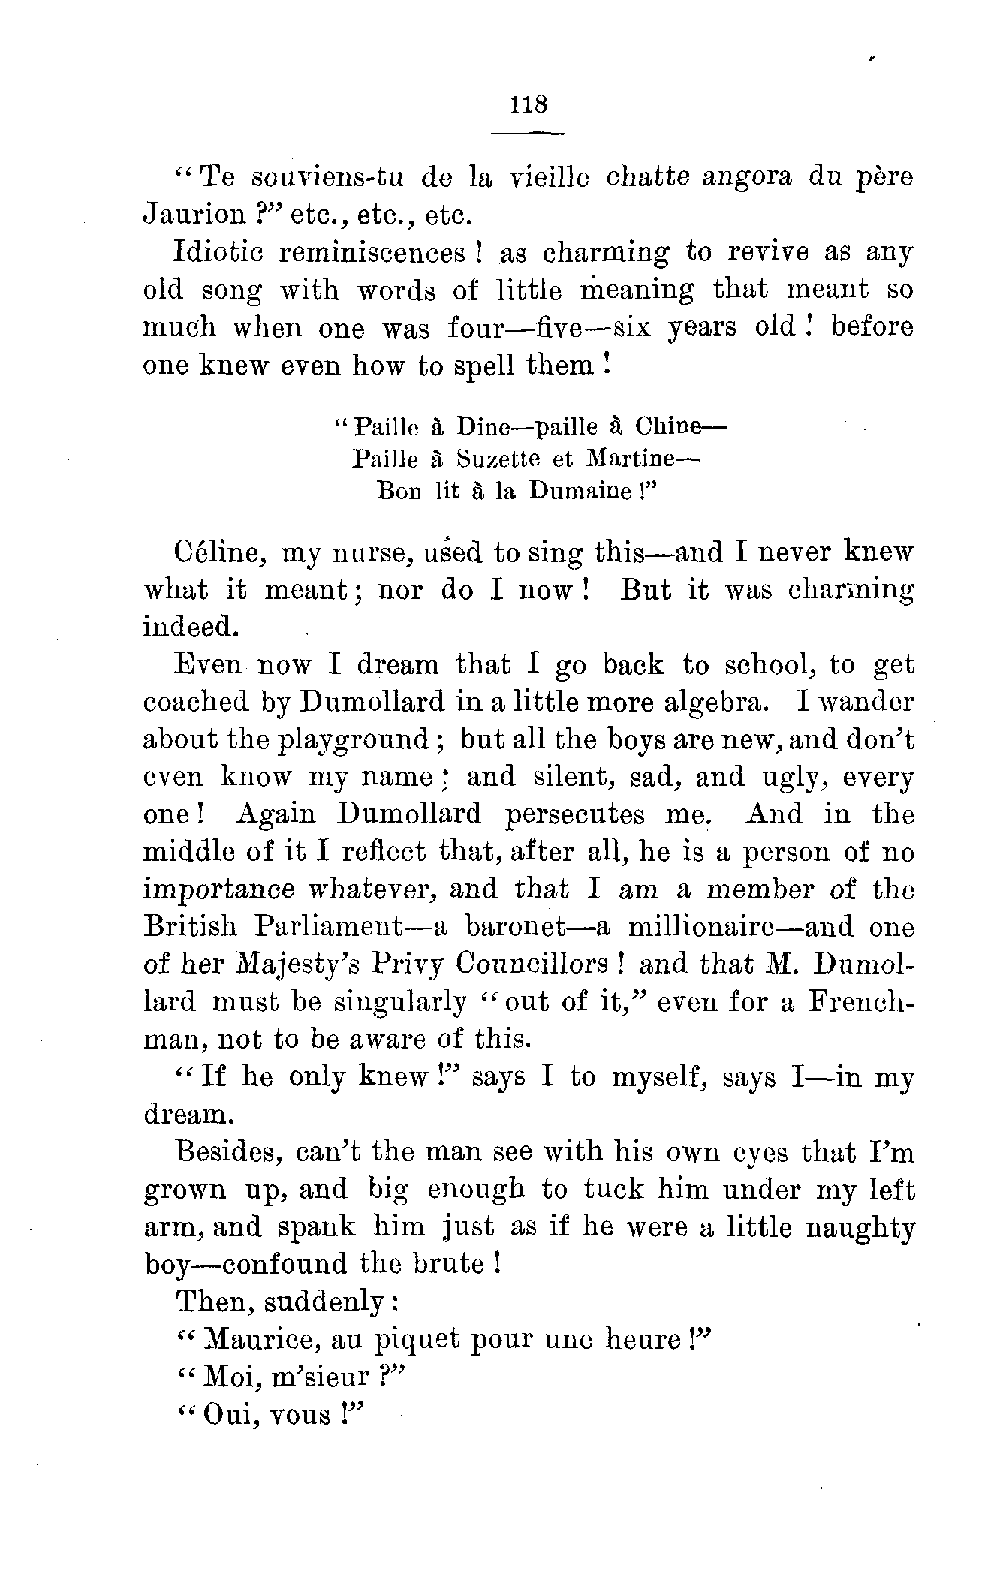 118
“Te souviens-tu de la vieille chatte angora du père
Jaurion ?” etc., etc., etc.
Idiotic reminiscences ! as charming to revive as any
old song with words of little meaning that meant so
much when one was four—five—six years old ! before
one knew even how to spell them !
“Paille à Dine—paille à Chine—
Paille à Suzette et Martine—
Bon lit à la Dumaine !”
Céline, my nurse, used to sing this—and I never knew
what it meant; nor do I now ! But it was charming
indeed.
Even now I dream that I go back to school, to get
coached by Dumollard in a little more algebra. I wander
about the playground ; but all the boys are new, and don't
even know my name ; and silent, sad, and ugly, every
one ! Again Dumollard persecutes me. And in the
middle of it I reflect that, after all, he is a person of no
importance whatever, and that I am a member of the
British Parliament—a baronet—a millionaire—and one
of her Majesty's Privy Councillors ! and that M. Dumol-
lard must be singularly “out of it,” even for a French-
man, not to be aware of this.
“If he only knew !” says I to myself, says I—in my
dream.
Besides, can't the man see with his own eyes that I'm
grown up, and big enough to tuck him under my left
arm, and spank him just as if he were a little naughty
boy—confound the brute !
Then, suddenly :
“Maurice, au piquet pour une heure !”
“Moi, m'sieur ?”
“Oui, vous !”